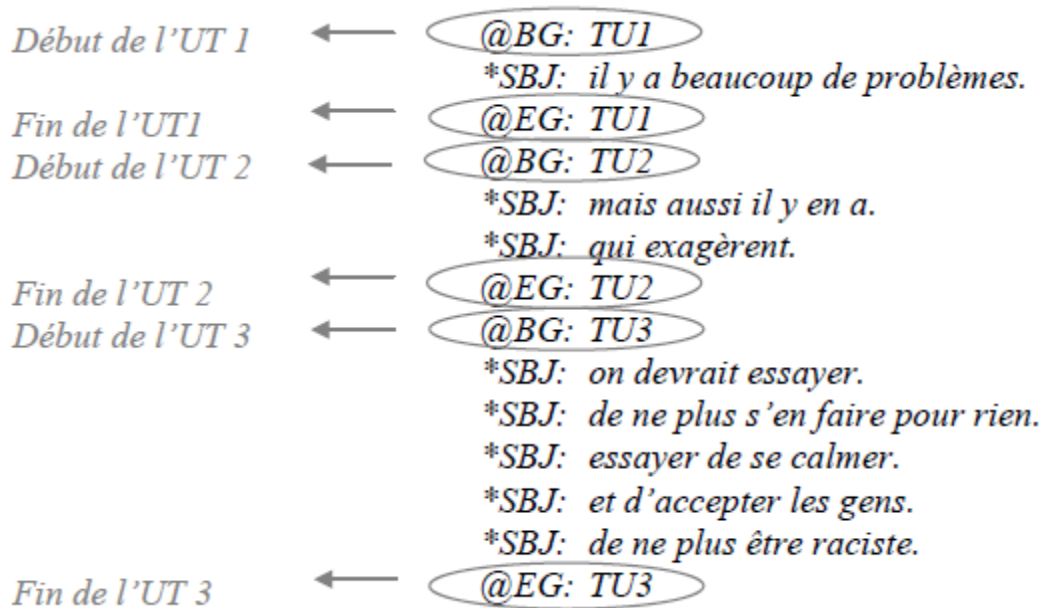 Début de l'UT 1 @BG: TU1
*SBJ: il y a beaucoup de problèmes.
Fin de l'UT1 @EG: TU1
Début de l'UT 2 @BG: TU2
*SBJ: mais aussi il y en a.
*SBJ: qui exagèrent.
Fin de l'UT 2 @EG: TU2
Début de l'UT 3 @BG: TU3
*SBJ: on devrait essayer.
*SBJ: de ne plus s'en faire pour rien.
*SBJ: essayer de se calmer.
*SBJ: et d'accepter les gens.
*SBJ: de ne plus être raciste.
Fin de l'UT 3 @EG: TU3